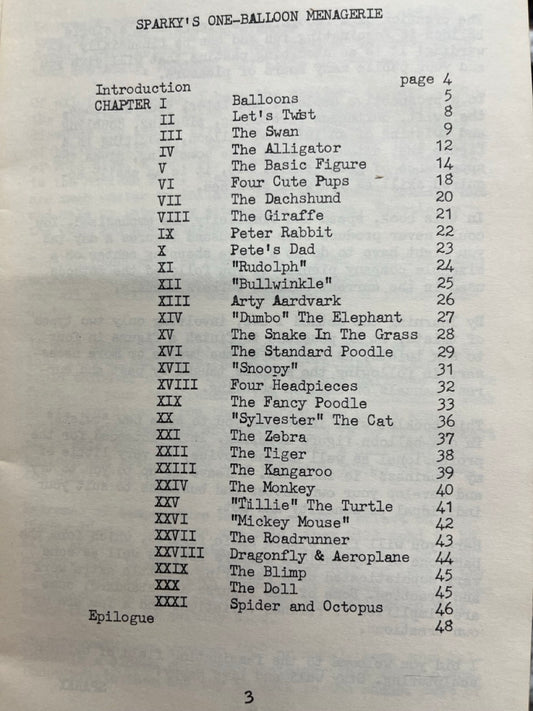 SPARKY'S ONE-BALLOON MENAGERIE
Introduction page 4
CHAPTER I Balloons 5
II Let's Twist 8
III The Swan 9
IV The Alligator 12
V The Basic Figure 14
VI Four Cute Pups 18
VII The Dachshund 20
VIII The Giraffe 21
IX Peter Rabbit 22
X Pete's Dad 23
XI "Rudolph" 24
XII "Bullwinkle" 25
XIII Arty Aardvark 26
XIV "Dumbo" The Elephant 27
XV The Snake In The Grass 28
XVI The Standard Poodle 29
XVII "Snoopy" 31
XVIII Four Headpieces 32
XIX The Fancy Poodle 33
XX "Sylvester" The Cat 36
XXI The Zebra 37
XXII The Tiger 38
XXIII The Kangaroo 39
XXIV The Monkey 40
XXV "Tillie" The Turtle 41
XXVI "Mickey Mouse" 42
XXVII The Roadrunner 43
XXVIII Dragonfly & Aeroplane 44
XXIX The Blimp 45
XXX The Doll 45
XXXI Spider and Octopus 46
Epilogue 48
3